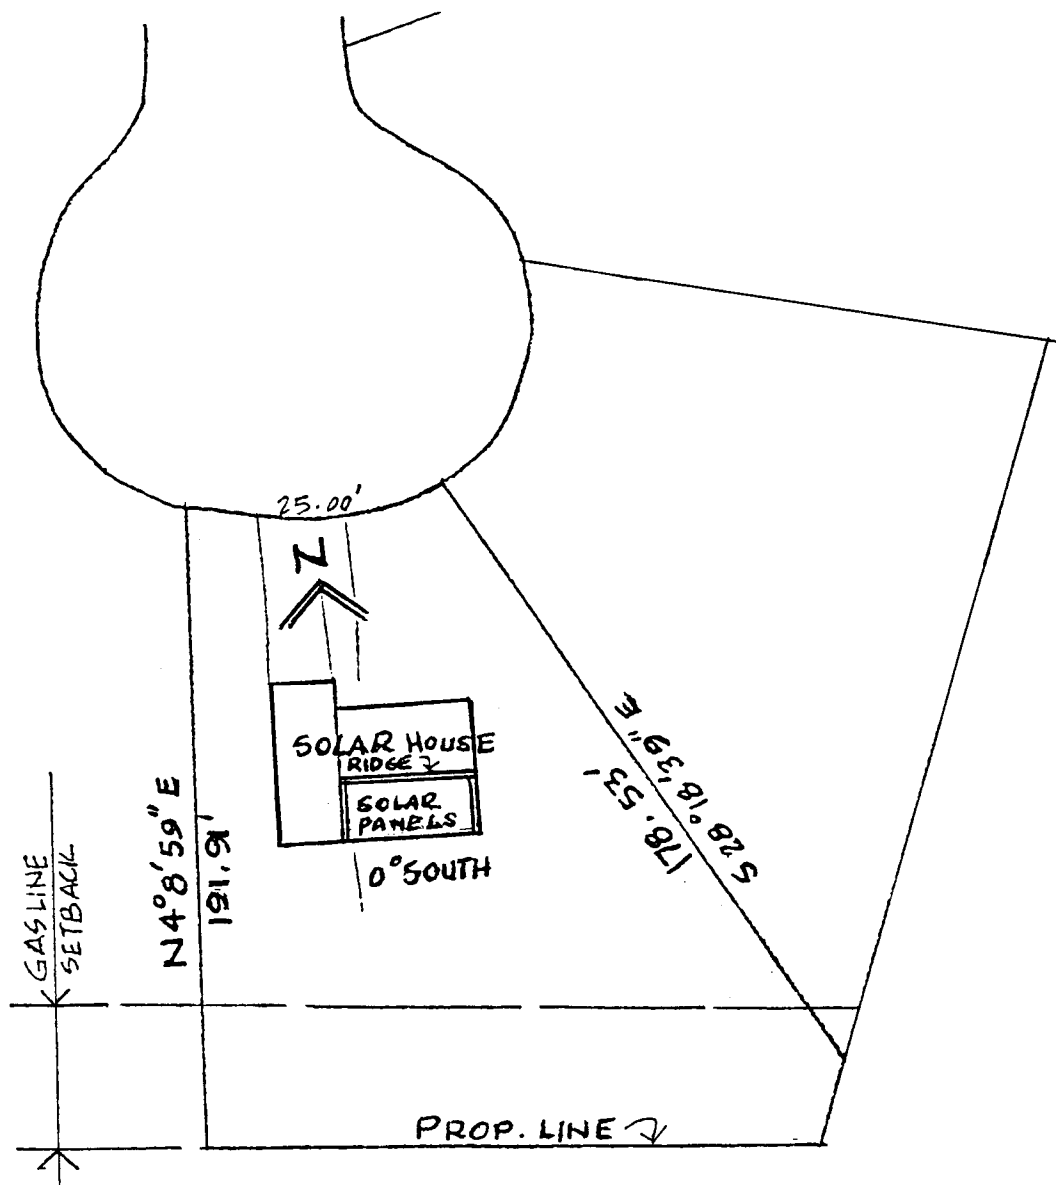 25.00'
N
SOLAR HOUSE
RIDGE
SOLAR
PANELS
0° SOUTH
N4°8'59" E
191.91'
S 28°18'39" E
178.53'
GASLINE
SETBACK
PROP. LINE